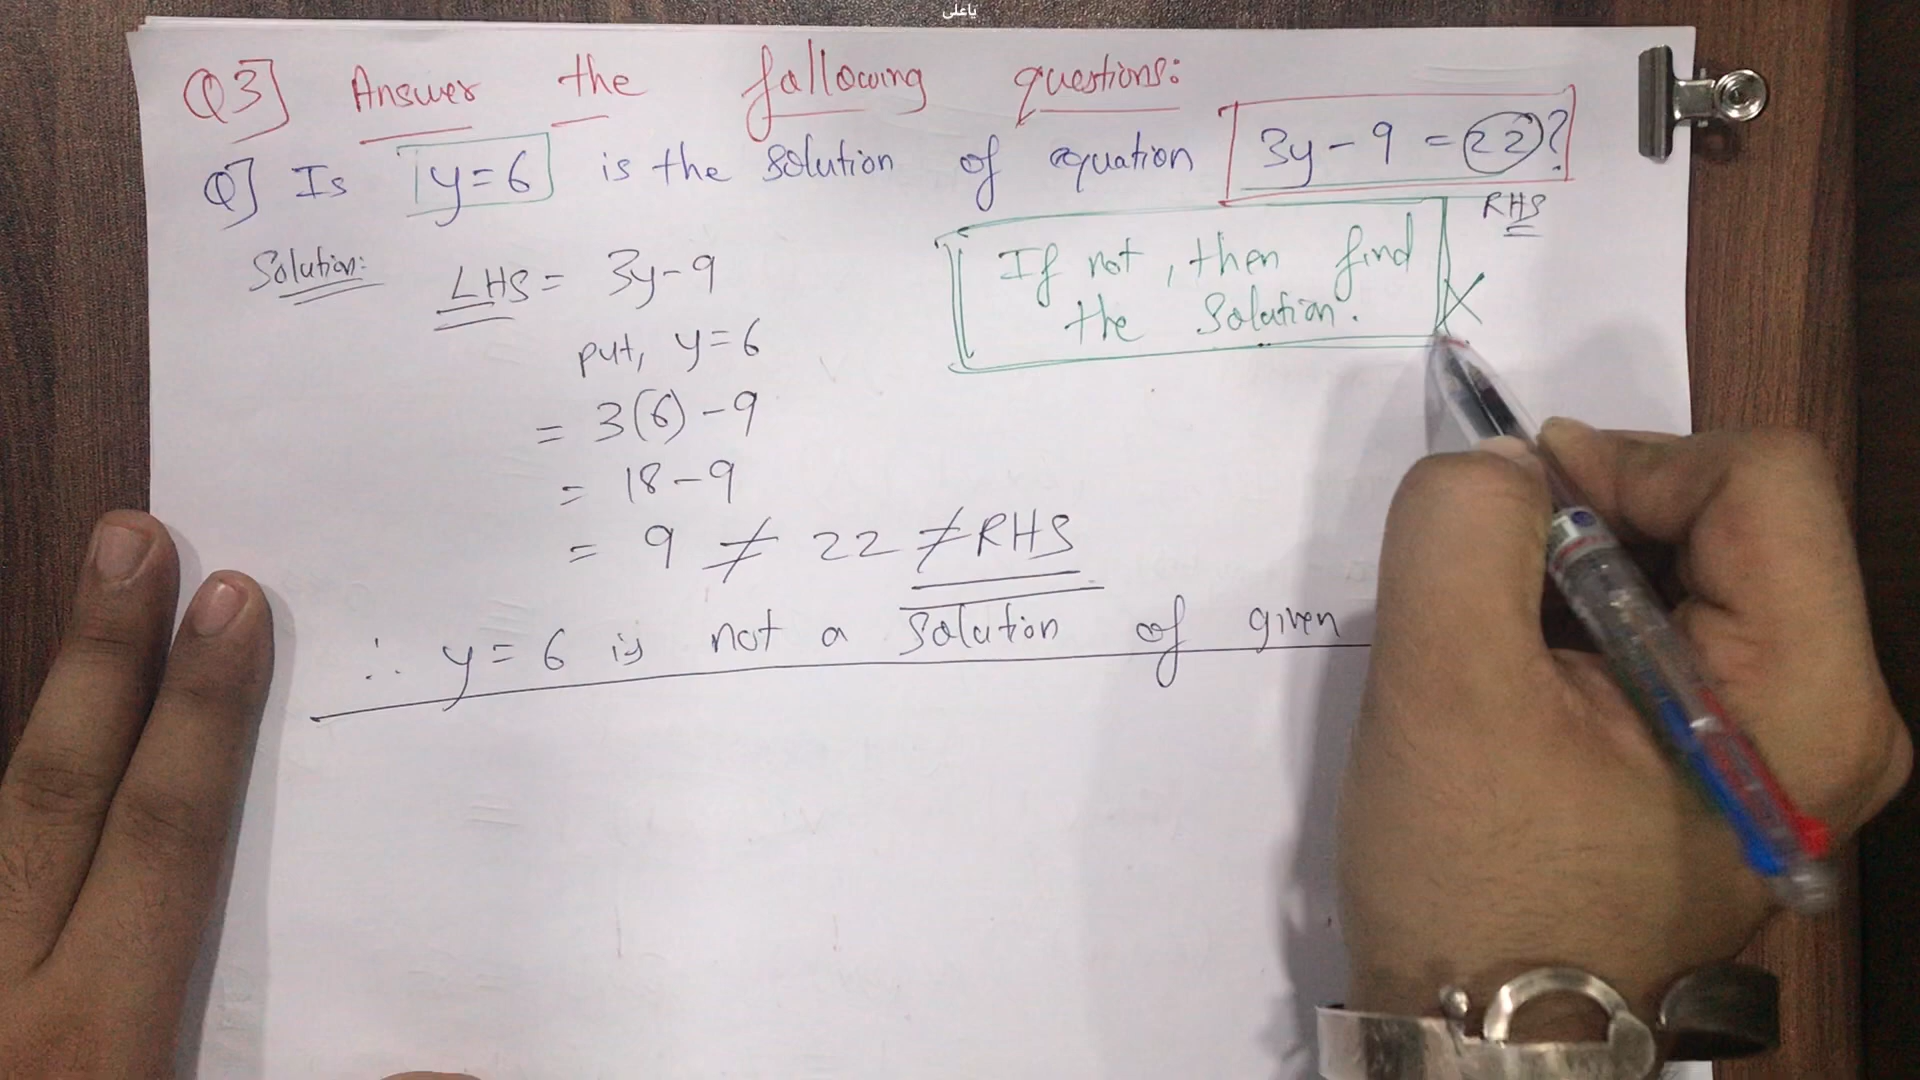 ياعلى
Q3] Answer the following questions:
Q] Is y=6 is the solution of equation 3y-9=22?
RHS
If not, then find
the Solution.
Solution: LHS = 3y-9
put, y=6
= 3(6)-9
= 18-9
= 9 ≠ 22 ≠ RHS
∴ y=6 is not a solution of given